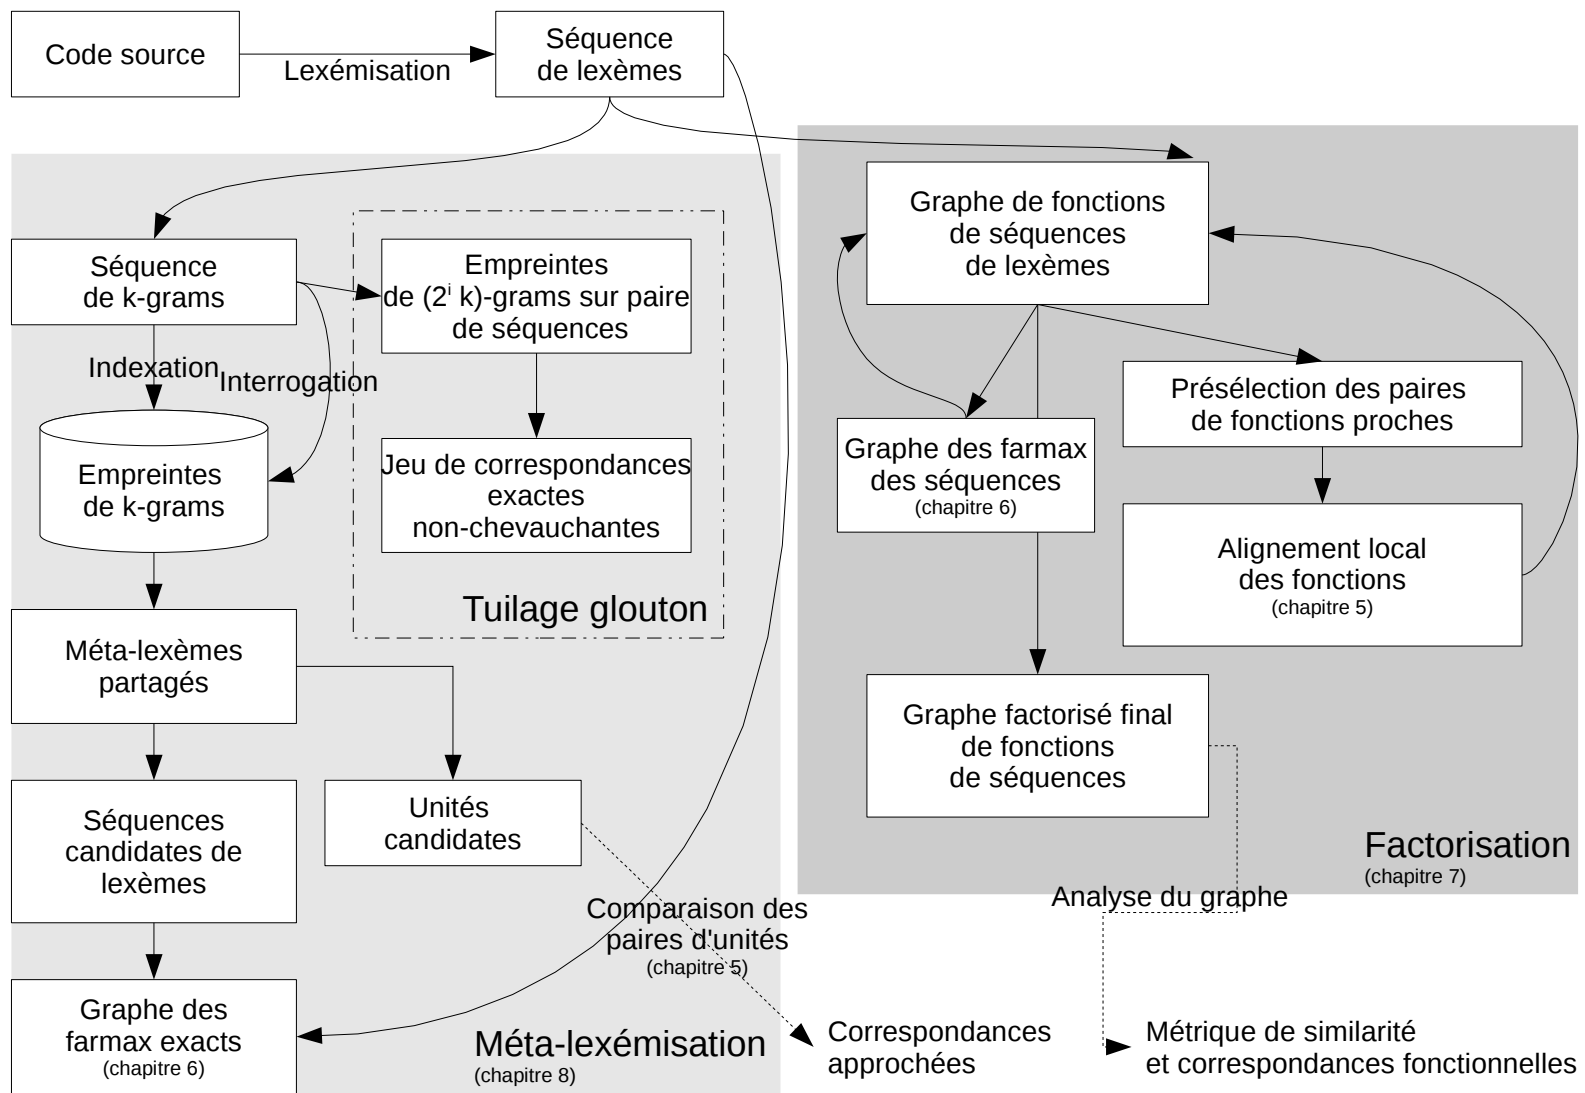 Code source
Lexémisation
Séquence
de lexèmes
Séquence
de k-grams
Indexation
Interrogation
Empreintes
de k-grams
Empreintes
de (2ⁱ k)-grams sur paire
de séquences
Jeu de correspondances
exactes
non-chevauchantes
Tuilage glouton
Méta-lexèmes
partagés
Séquences
candidates de
lexèmes
Unités
candidates
Graphe des
farmax exacts
(chapitre 6)
Comparaison des
paires d'unités
(chapitre 5)
Méta-lexémisation
(chapitre 8)
Correspondances
approchées
Graphe de fonctions
de séquences
de lexèmes
Présélection des paires
de fonctions proches
Graphe des farmax
des séquences
(chapitre 6)
Alignement local
des fonctions
(chapitre 5)
Graphe factorisé final
de fonctions
de séquences
Factorisation
(chapitre 7)
Analyse du graphe
Métrique de similarité
et correspondances fonctionnelles